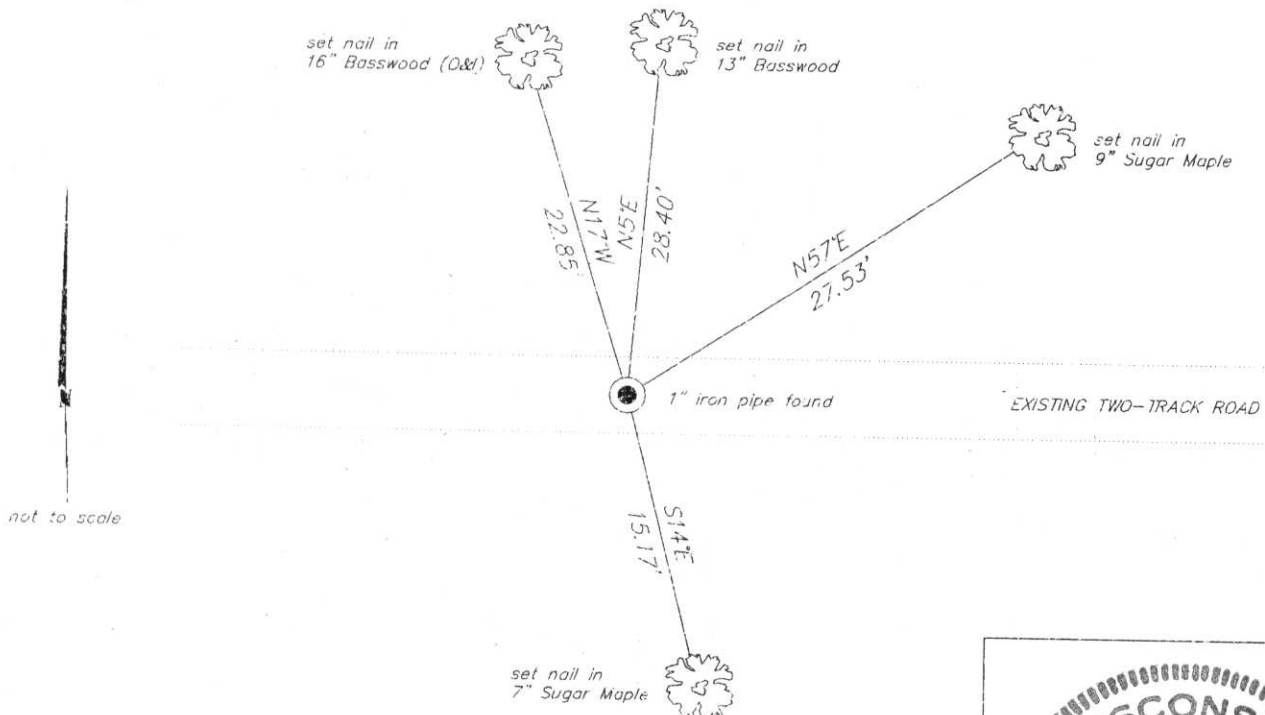 set nail in
16" Basswood (O&d)
set nail in
13" Basswood
set nail in
9" Sugar Maple
N17°W
22.85'
N5°E
28.40'
N57°E
27.53'
1" iron pipe found
EXISTING TWO-TRACK ROAD
N
not to scale
S14°E
15.17'
set nail in
7" Sugar Maple
SCONS